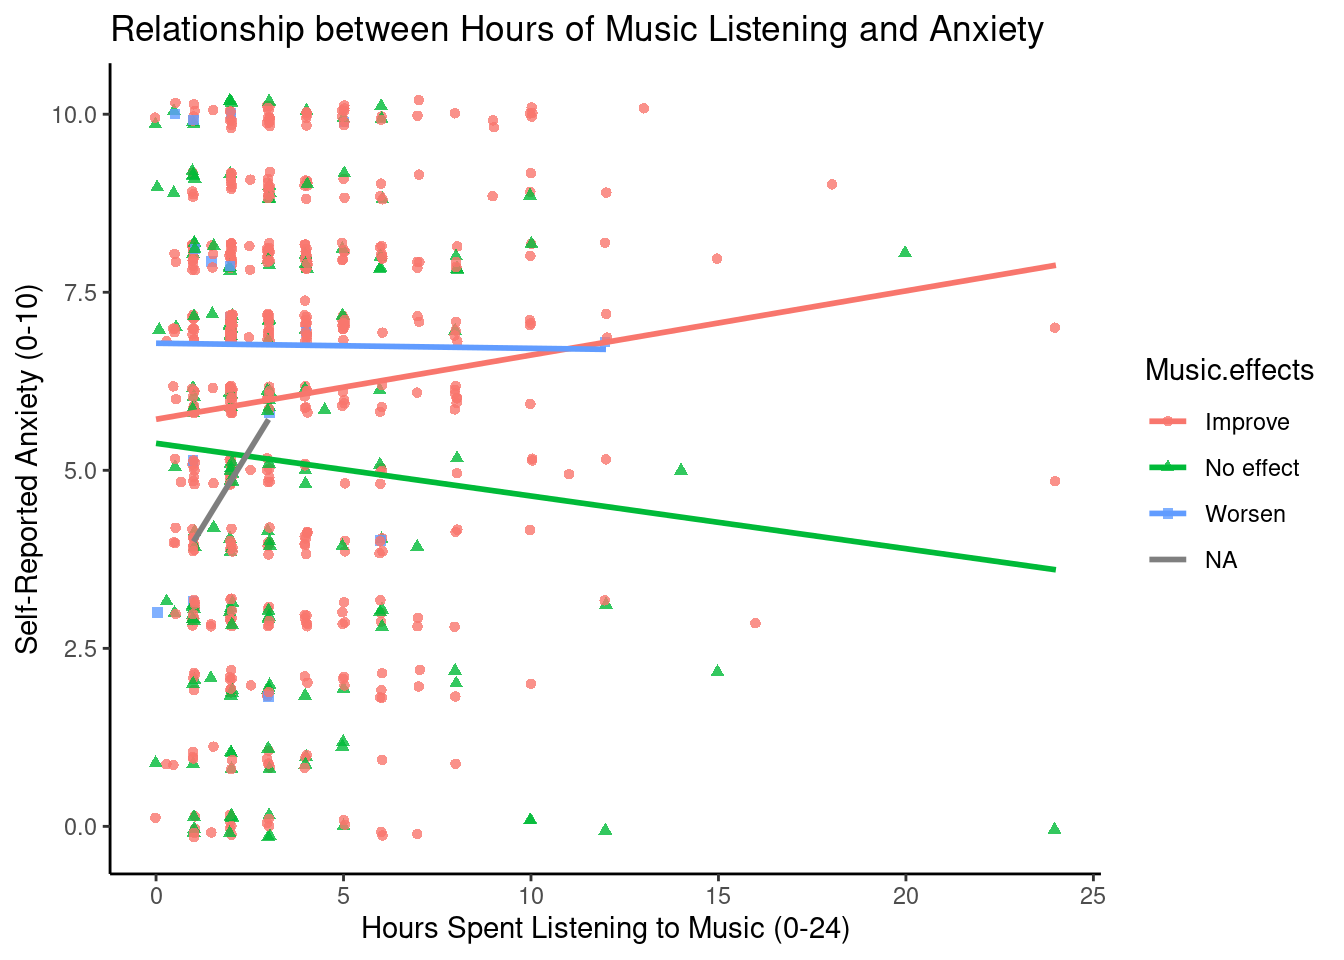 Relationship between Hours of Music Listening and Anxiety
10.0
7.5
5.0
2.5
0.0
Self-Reported Anxiety (0-10)
0 5 10 15 20 25
Hours Spent Listening to Music (0-24)
Music.effects
Improve
No effect
Worsen
NA